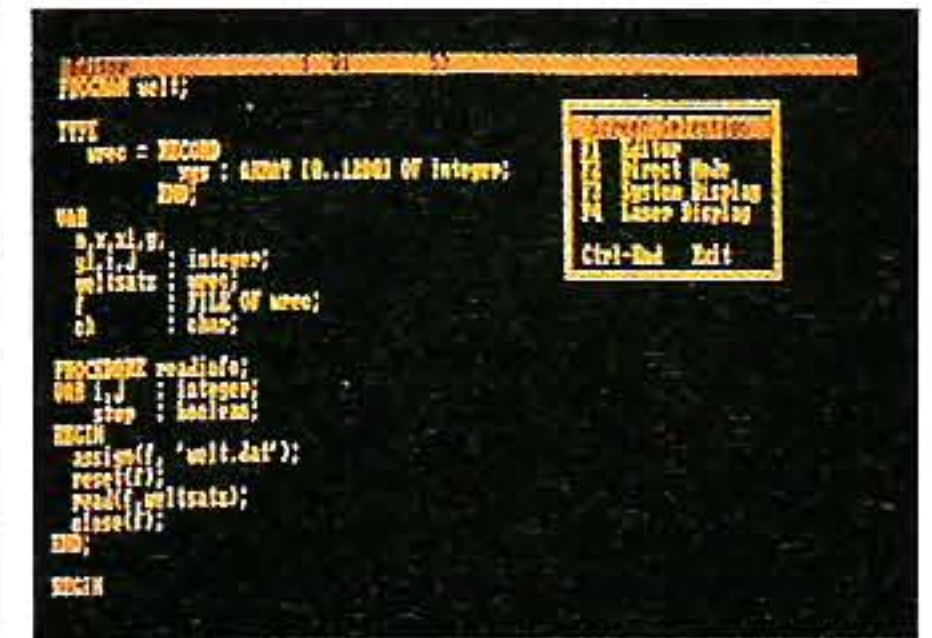 Editor
PROGRAM welt;
TYPE
wrec = RECORD
: ARRAY [0..1200] OF integer;
END;
VAR
: integer;
weltsatz : wrec;
f : FILE OF wrec;
ch : char;
PROCEDURE readinfo;
VAR i,j : integer;
stop : boolean;
BEGIN
assign(f, 'welt.dat');
reset(f);
read(f,weltsatz);
close(f);
END;
BEGIN
F1 Editor
F2 Direct Mode
F3 System Display
F4 Laser Display
Ctrl-End Exit